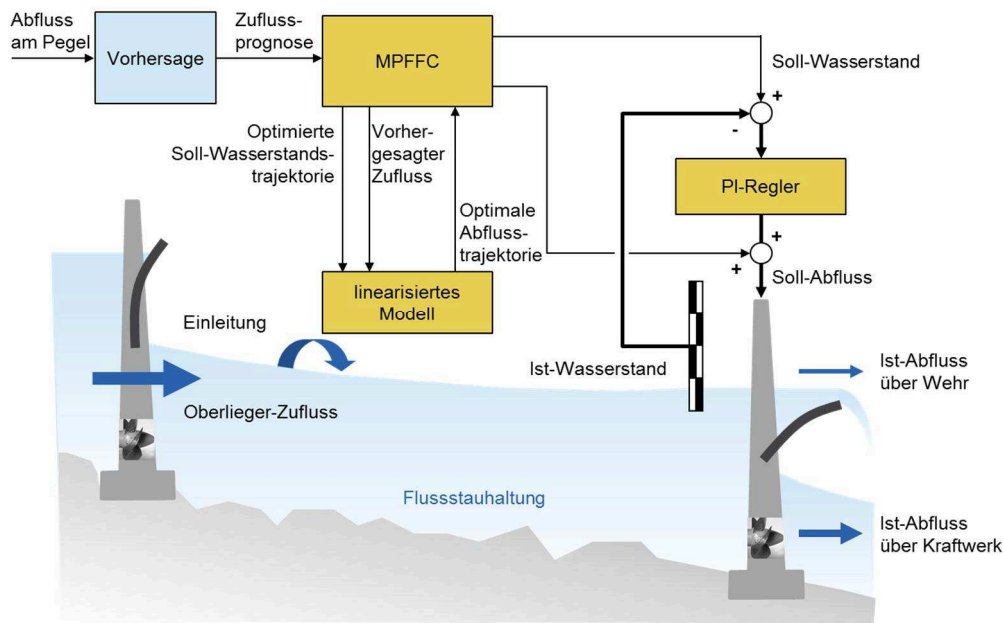 Abfluss
am Pegel
Vorhersage
Zufluss-
prognose
MPFFC
Soll-Wasserstand
+
-
Optimierte
Soll-Wasserstands-
trajektorie
Vorher-
gesagter
Zufluss
PI-Regler
Optimale
Abfluss-
trajektorie
+
+
Soll-Abfluss
linearisiertes
Modell
Einleitung
Ist-Wasserstand
Ist-Abfluss
über Wehr
Oberlieger-Zufluss
Flussstauhaltung
Ist-Abfluss
über Kraftwerk